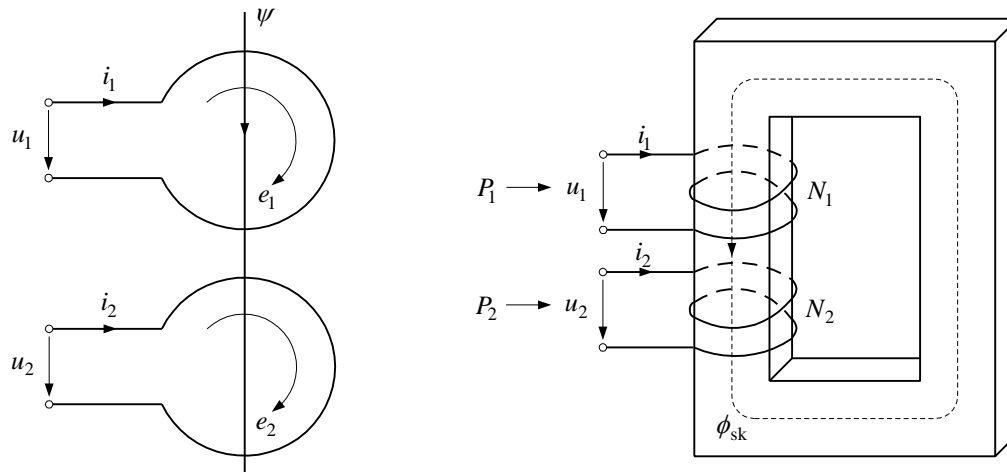 ψ
i₁
u₁
e₁
i₂
u₂
e₂
i₁
P₁
u₁
N₁
i₂
P₂
u₂
N₂
ϕsk